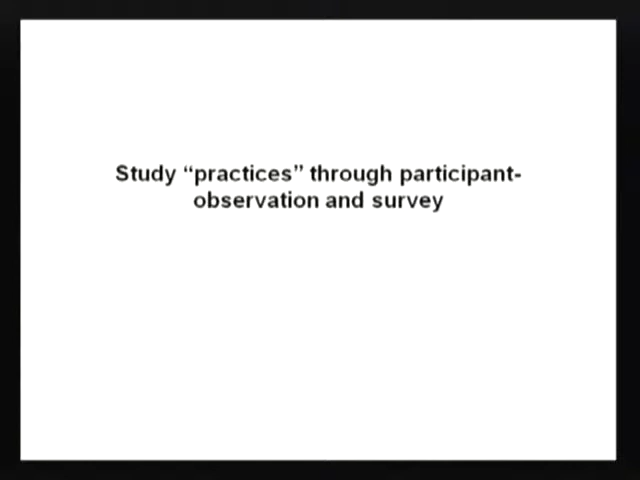 Study “practices” through participant-
observation and survey